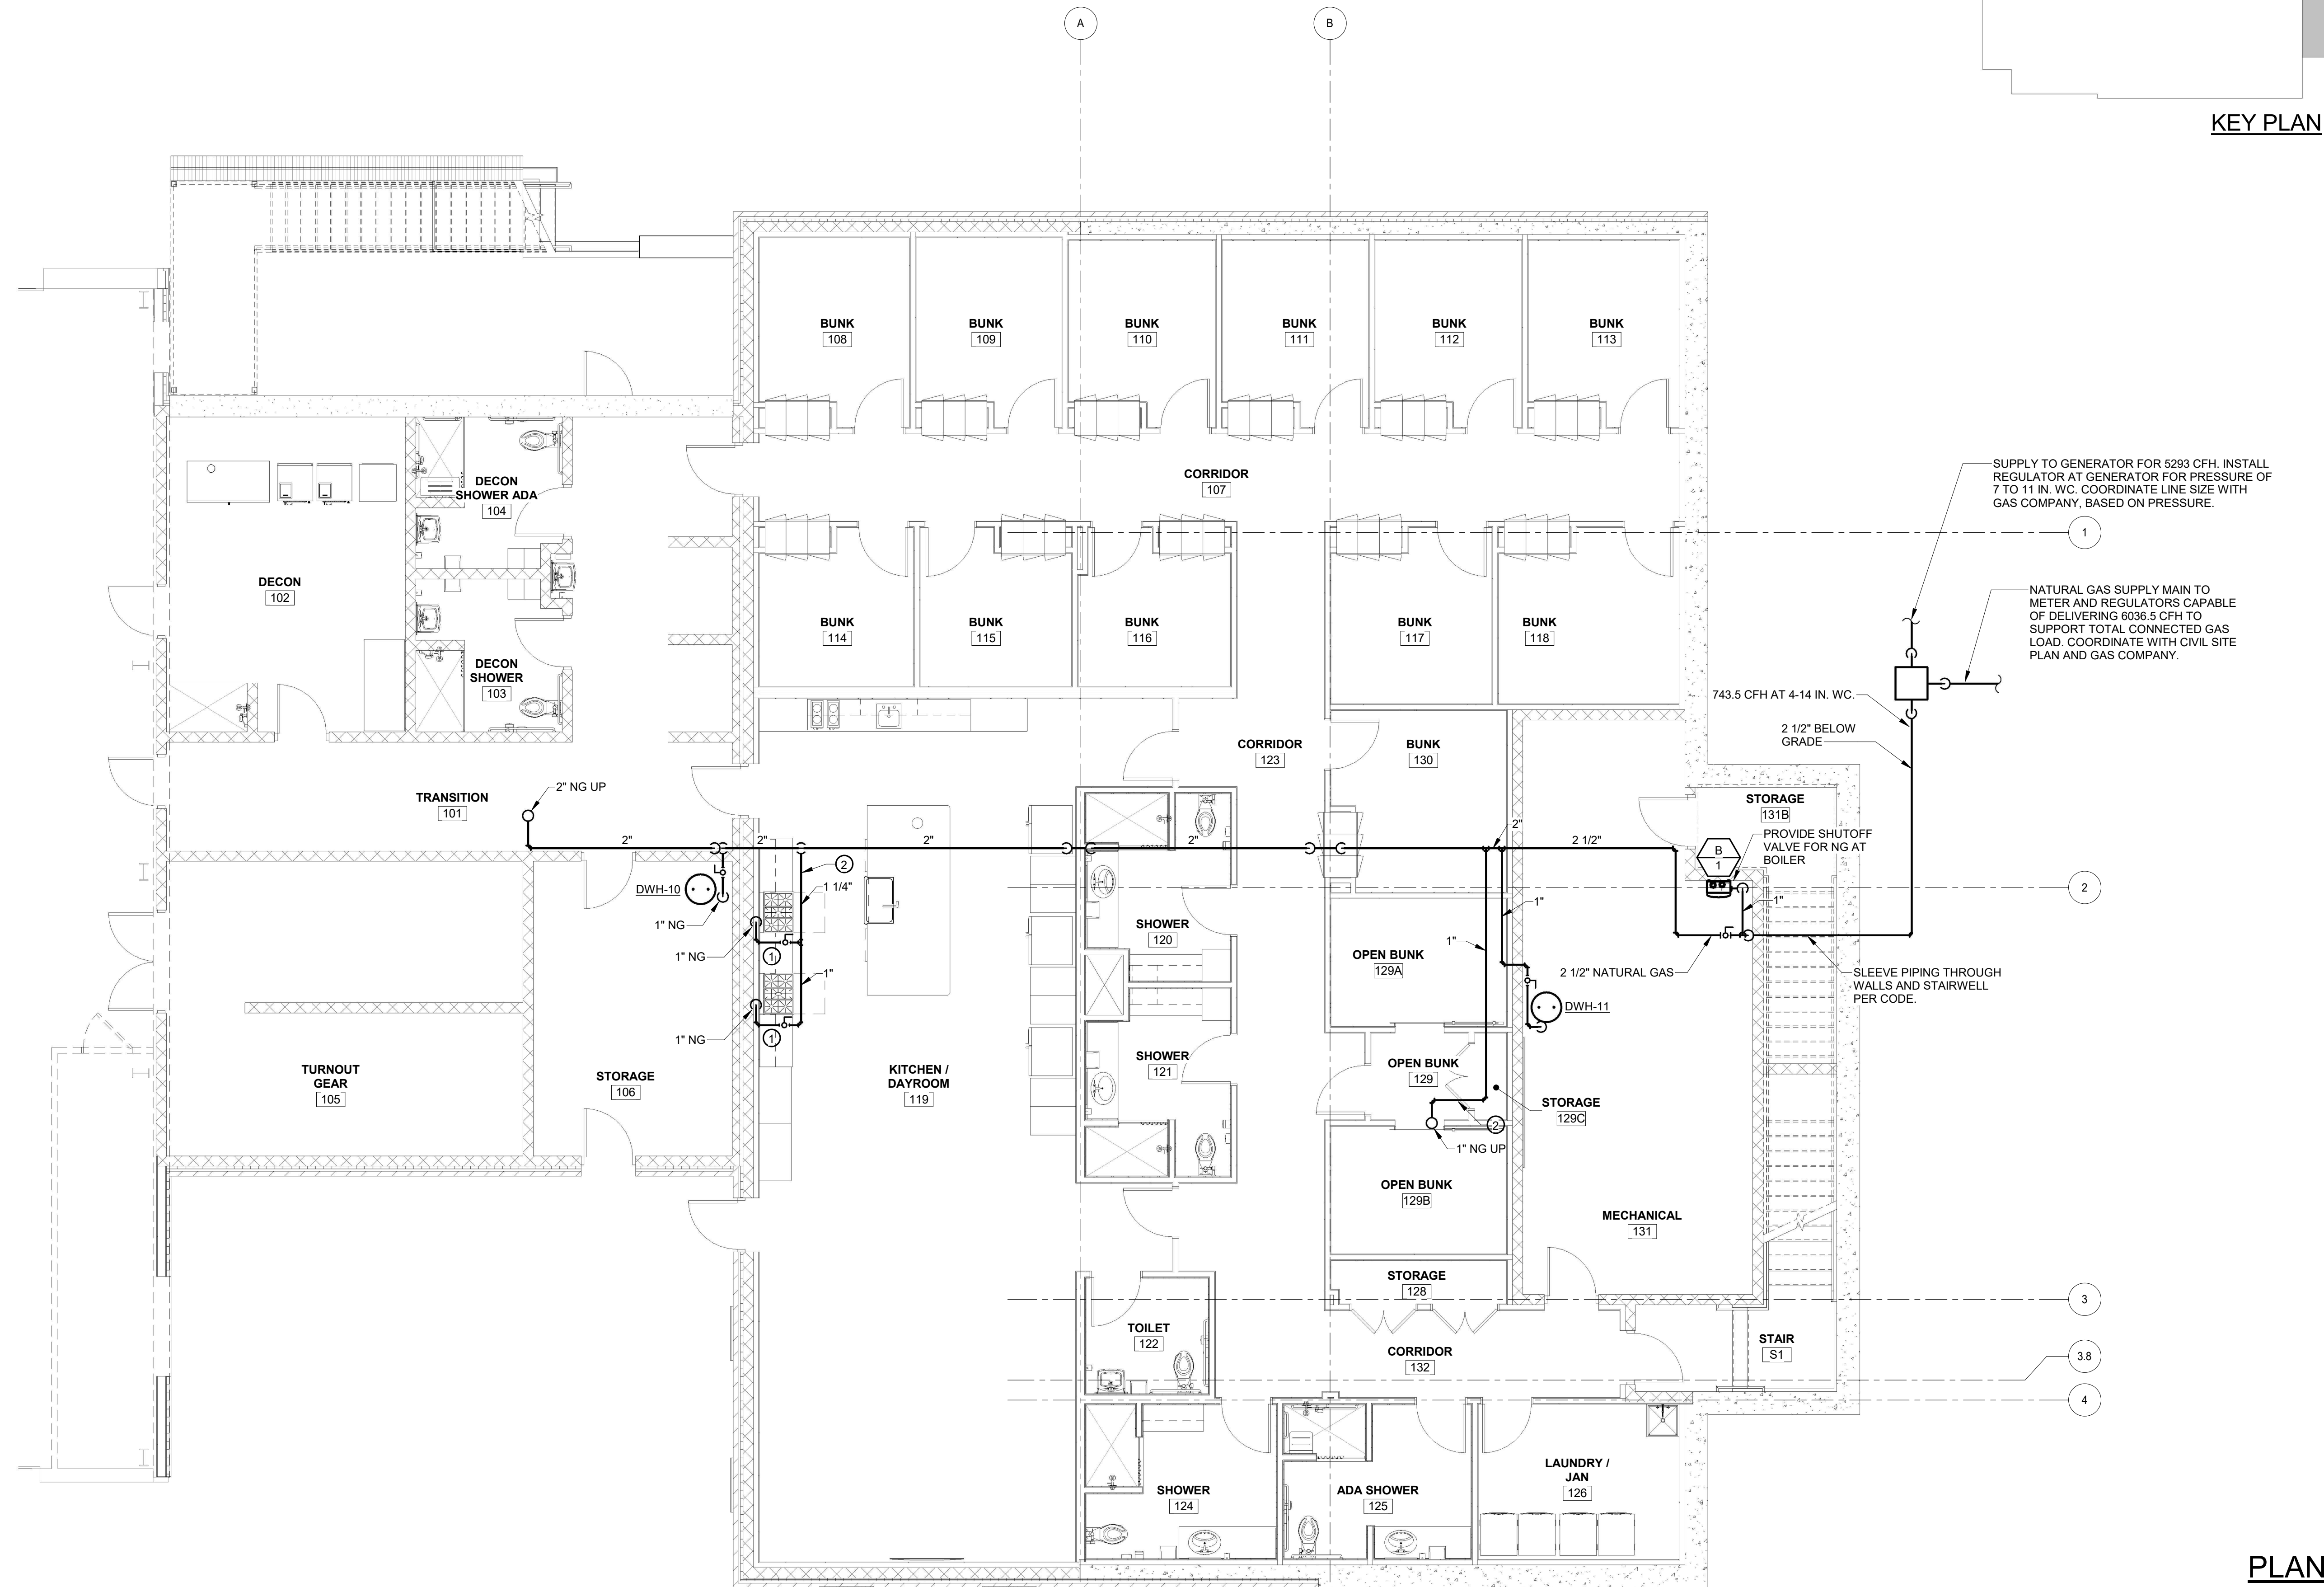 A
B
KEY PLAN
BUNK
108
BUNK
109
BUNK
110
BUNK
111
BUNK
112
BUNK
113
CORRIDOR
107
SUPPLY TO GENERATOR FOR 5293 CFH. INSTALL
REGULATOR AT GENERATOR FOR PRESSURE OF
7 TO 11 IN. WC. COORDINATE LINE SIZE WITH
GAS COMPANY, BASED ON PRESSURE.
DECON
SHOWER ADA
104
1
DECON
102
NATURAL GAS SUPPLY MAIN TO
METER AND REGULATORS CAPABLE
OF DELIVERING 6036.5 CFH TO
SUPPORT TOTAL CONNECTED GAS
LOAD. COORDINATE WITH CIVIL SITE
PLAN AND GAS COMPANY.
BUNK
114
BUNK
115
BUNK
116
BUNK
117
BUNK
118
DECON
SHOWER
103
743.5 CFH AT 4-14 IN. WC.
2 1/2" BELOW
GRADE
CORRIDOR
123
BUNK
130
TRANSITION
101
2" NG UP
STORAGE
131B
2"
2"
2"
2"
2"
2 1/2"
PROVIDE SHUTOFF
VALVE FOR NG AT
BOILER
B
1
2
1 1/4"
DWH-10
2
1" NG
1"
1"
SHOWER
120
1"
1" NG
1
OPEN BUNK
129A
2 1/2" NATURAL GAS
SLEEVE PIPING THROUGH
WALLS AND STAIRWELL
PER CODE.
1"
DWH-11
1" NG
1
TURNOUT
GEAR
105
STORAGE
106
KITCHEN /
DAYROOM
119
SHOWER
121
OPEN BUNK
129
STORAGE
129C
2
1" NG UP
OPEN BUNK
129B
MECHANICAL
131
STORAGE
128
3
TOILET
122
CORRIDOR
132
STAIR
S1
3.8
4
SHOWER
124
ADA SHOWER
125
LAUNDRY /
JAN
126
PLAN